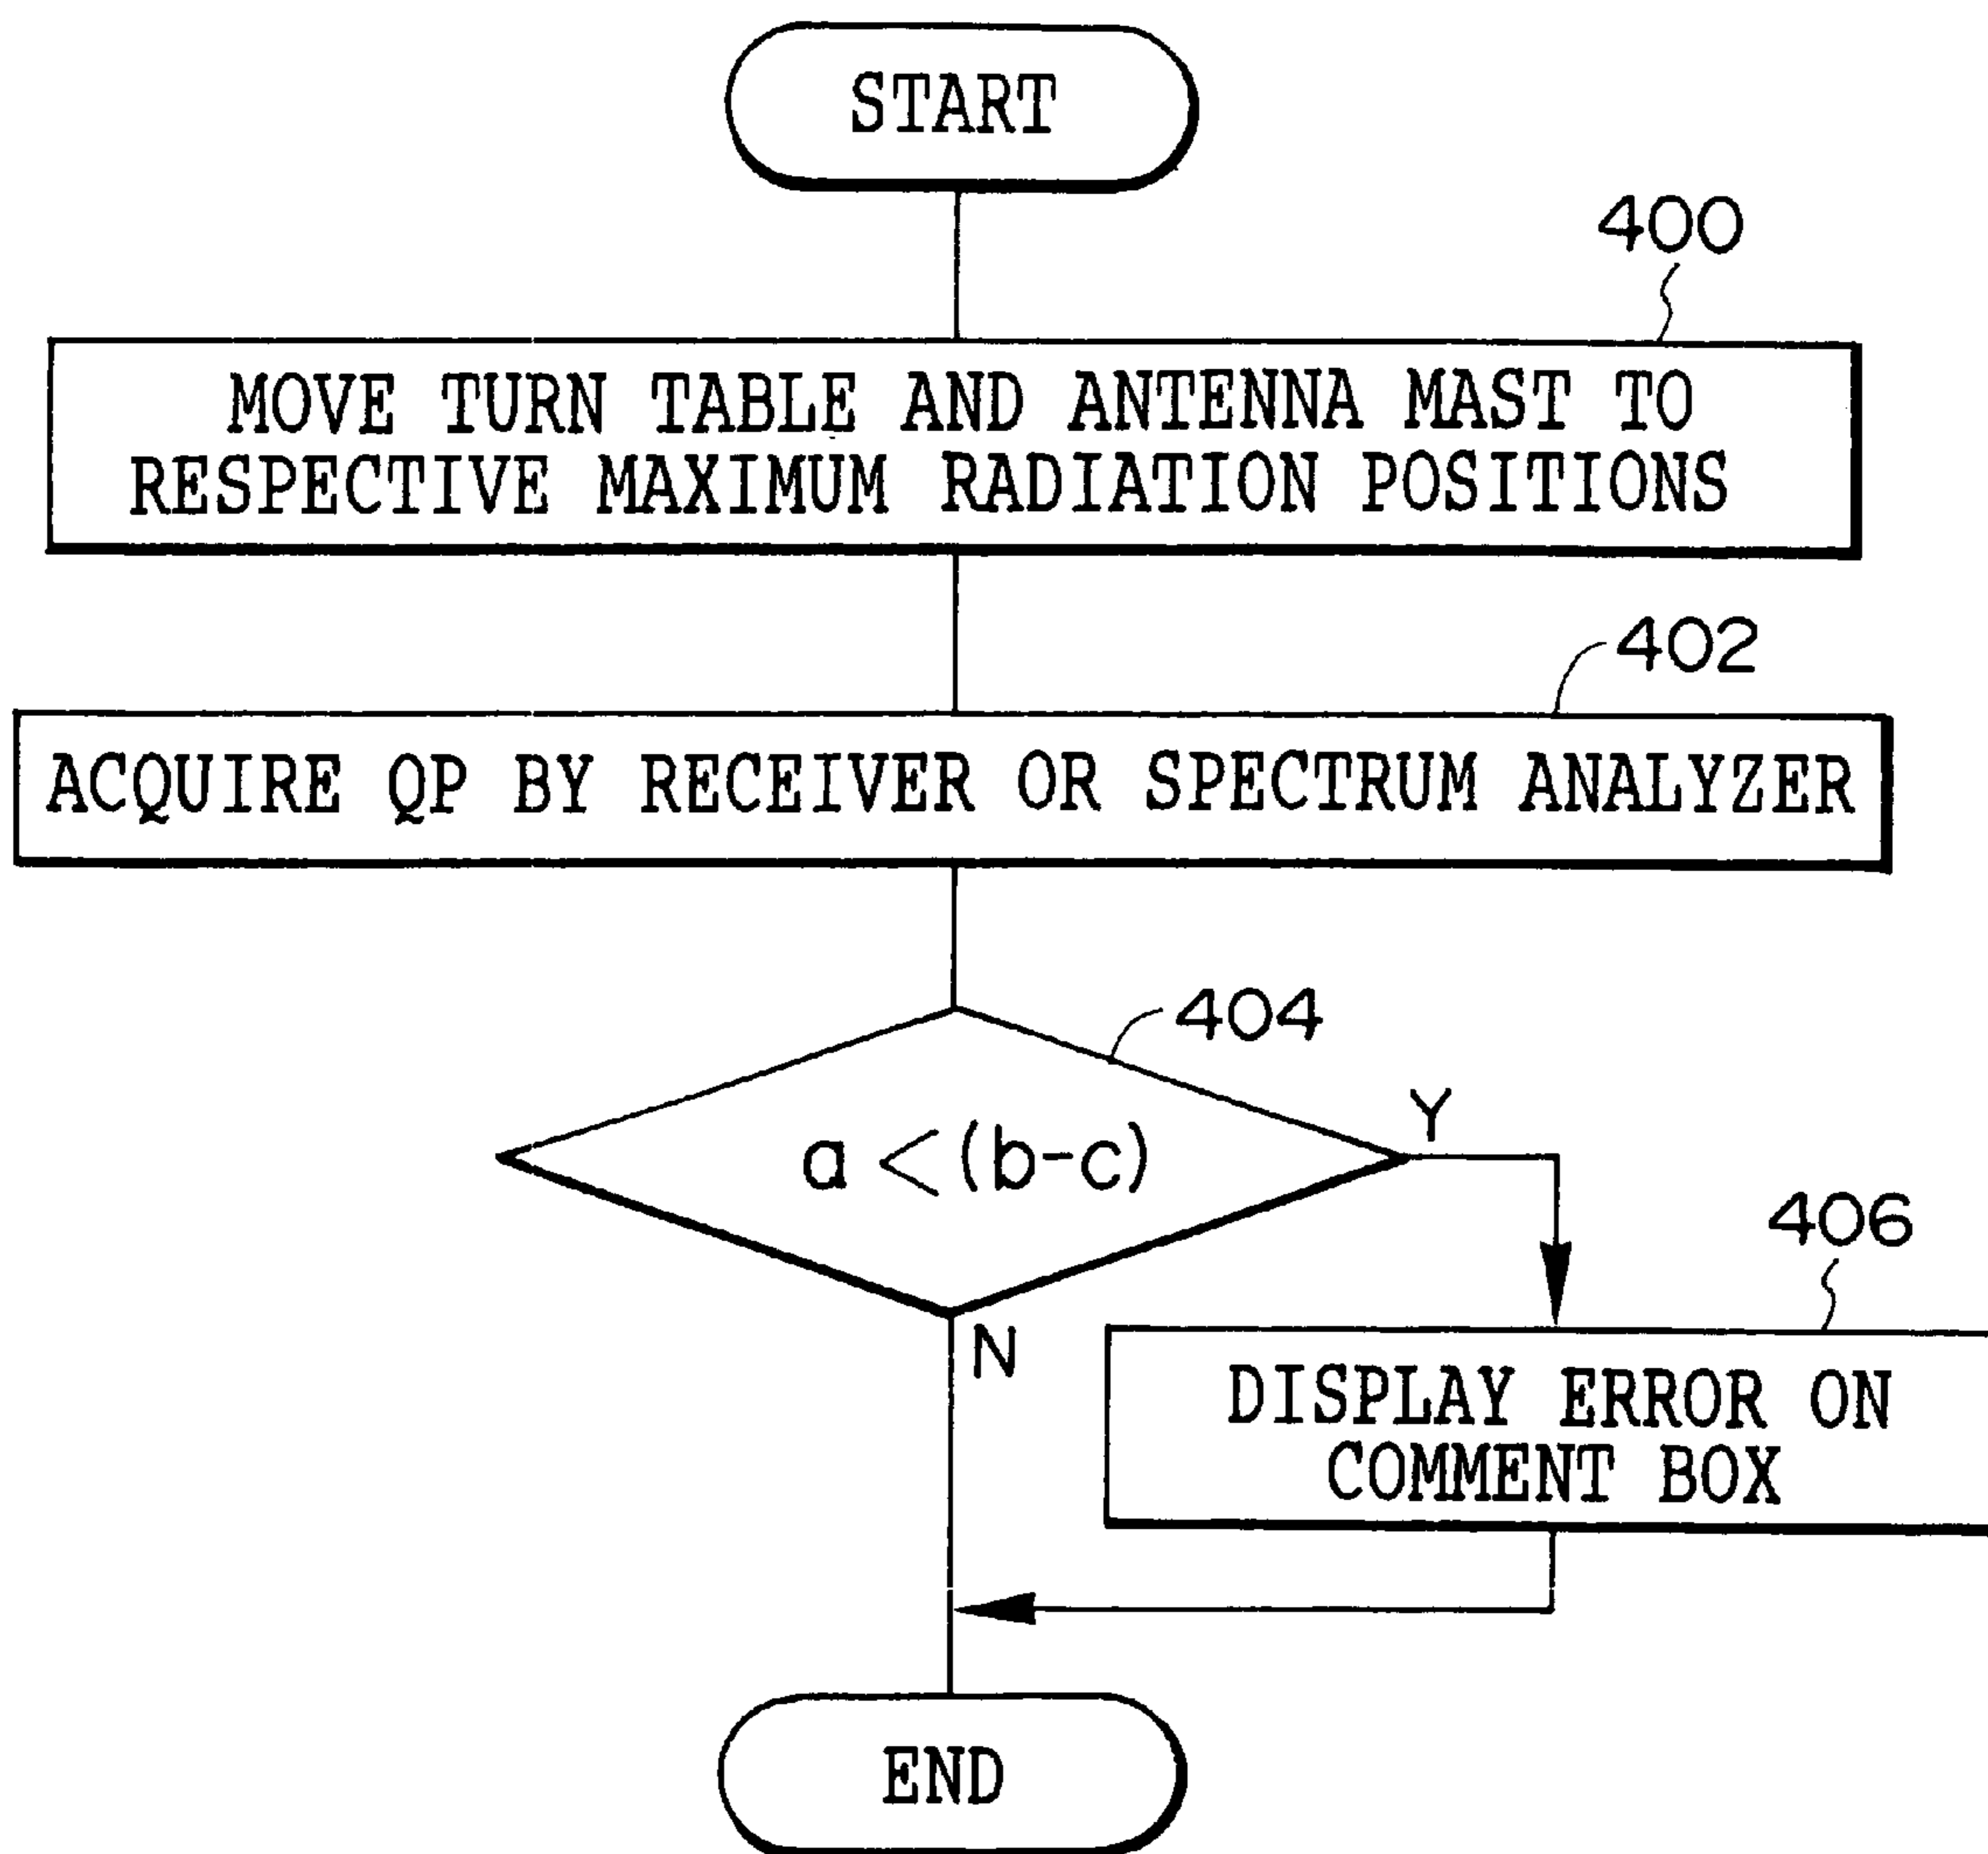 START
400
MOVE TURN TABLE AND ANTENNA MAST TO
RESPECTIVE MAXIMUM RADIATION POSITIONS
402
ACQUIRE QP BY RECEIVER OR SPECTRUM ANALYZER
404
a < (b-c)
Y
406
N
DISPLAY ERROR ON
COMMENT BOX
END